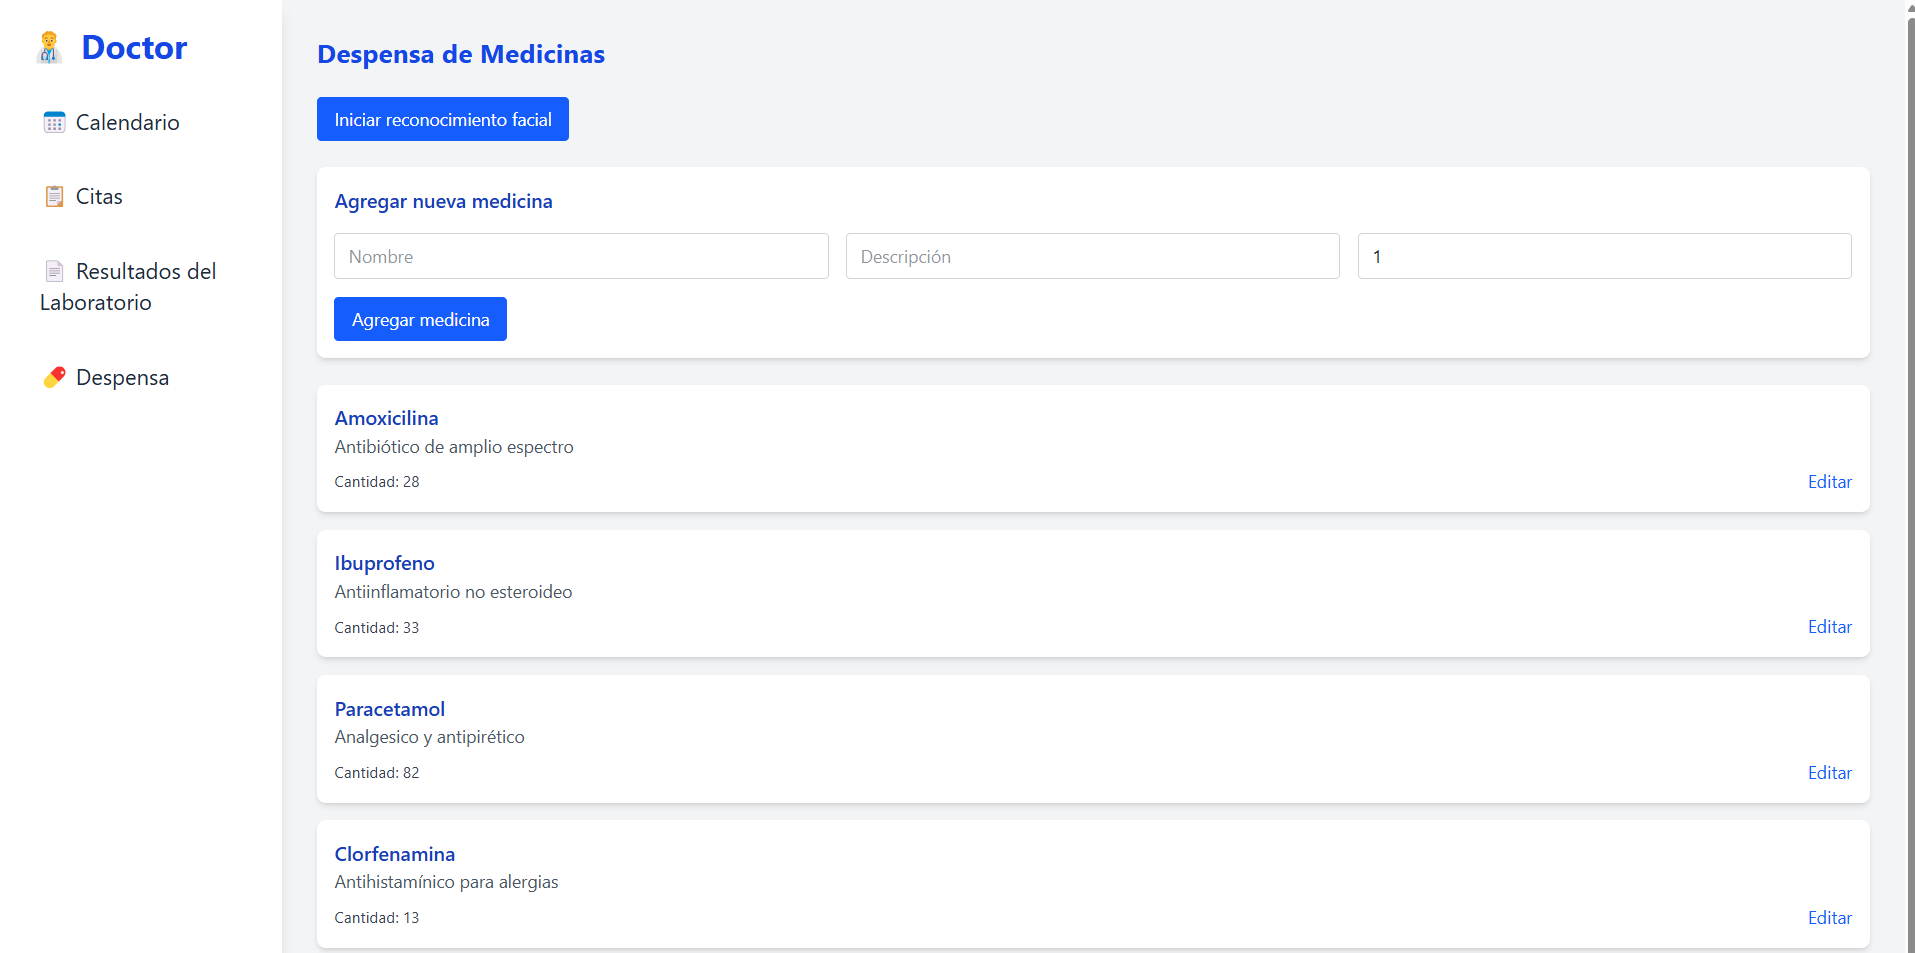 Doctor
Calendario
Citas
Resultados del
Laboratorio
Despensa
Despensa de Medicinas
Iniciar reconocimiento facial
Agregar nueva medicina
Nombre
Descripción
1
Agregar medicina
Amoxicilina
Antibiótico de amplio espectro
Cantidad: 28
Editar
Ibuprofeno
Antiinflamatorio no esteroideo
Cantidad: 33
Editar
Paracetamol
Analgesico y antipirético
Cantidad: 82
Editar
Clorfenamina
Antihistamínico para alergias
Cantidad: 13
Editar